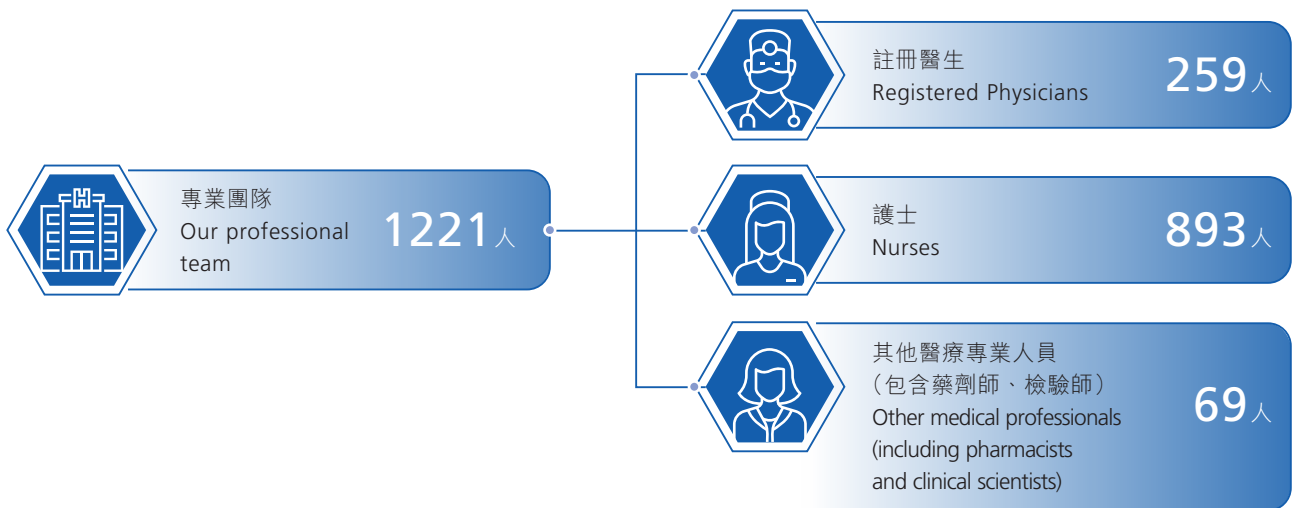 專業團隊
Our professional
team
1221人
註冊醫生
Registered Physicians
259人
護士
Nurses
893人
其他醫療專業人員
（包含藥劑師、檢驗師）
Other medical professionals
(including pharmacists
and clinical scientists)
69人